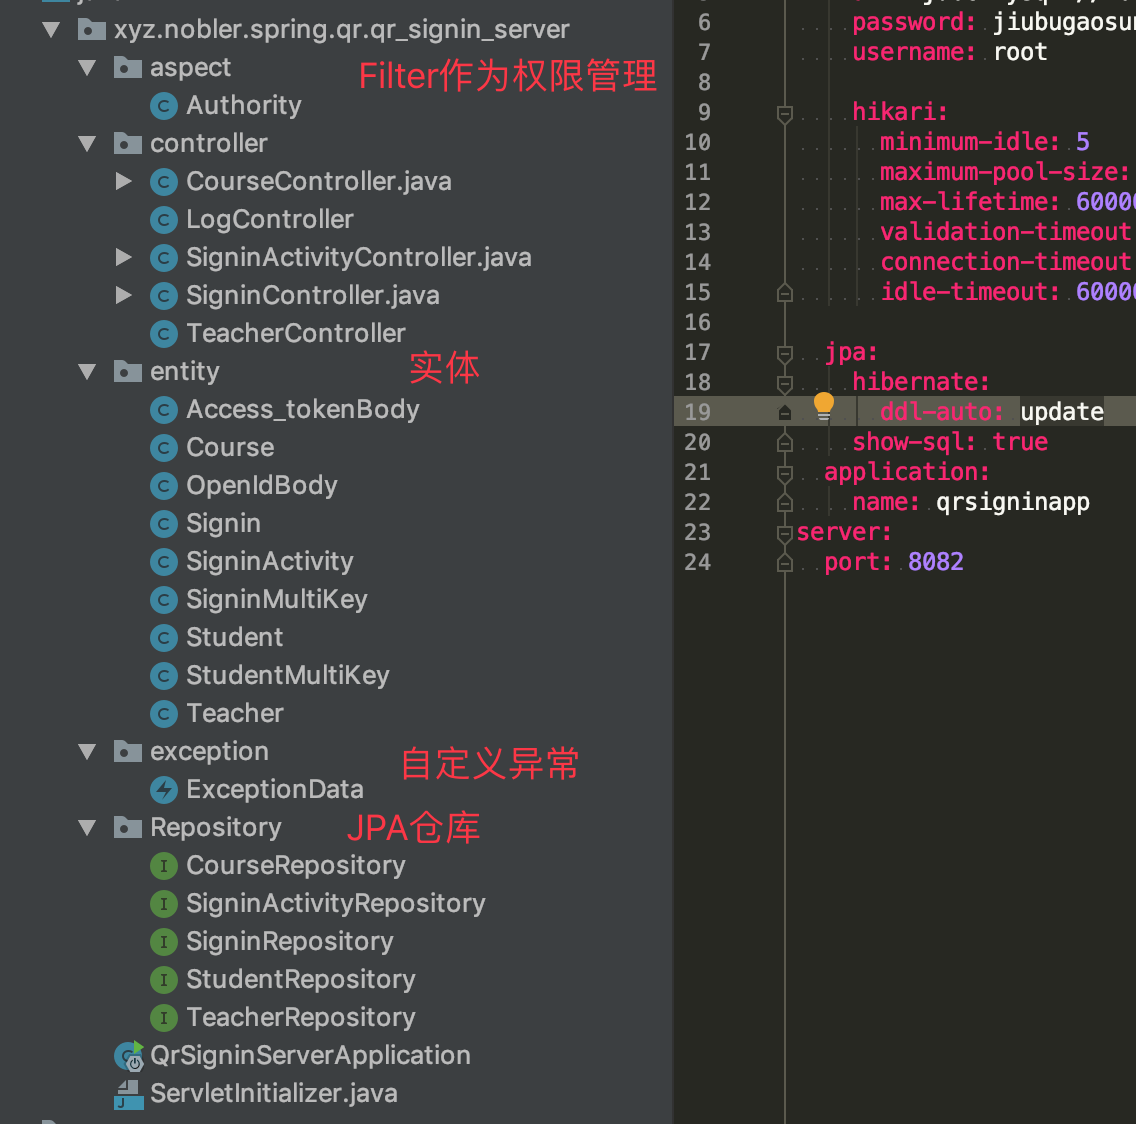 xyz.nobler.spring.qr.qr_signin_server
aspect
Filter作为权限管理
Authority
controller
CourseController.java
LogController
SigninActivityController.java
SigninController.java
TeacherController
entity
实体
Access_tokenBody
Course
OpenIdBody
Signin
SigninActivity
SigninMultiKey
Student
StudentMultiKey
Teacher
exception
自定义异常
ExceptionData
Repository
JPA仓库
CourseRepository
SigninActivityRepository
SigninRepository
StudentRepository
TeacherRepository
QrSigninServerApplication
ServletInitializer.java
6 password: jiubugaosu
7 username: root
8
9 hikari:
10 minimum-idle: 5
11 maximum-pool-size:
12 max-lifetime: 6000
13 validation-timeout
14 connection-timeout
15 idle-timeout: 6000
16
17 jpa:
18 hibernate:
19 ddl-auto: update
20 show-sql: true
21 application:
22 name: qrsigninapp
23 server:
24 port: 8082